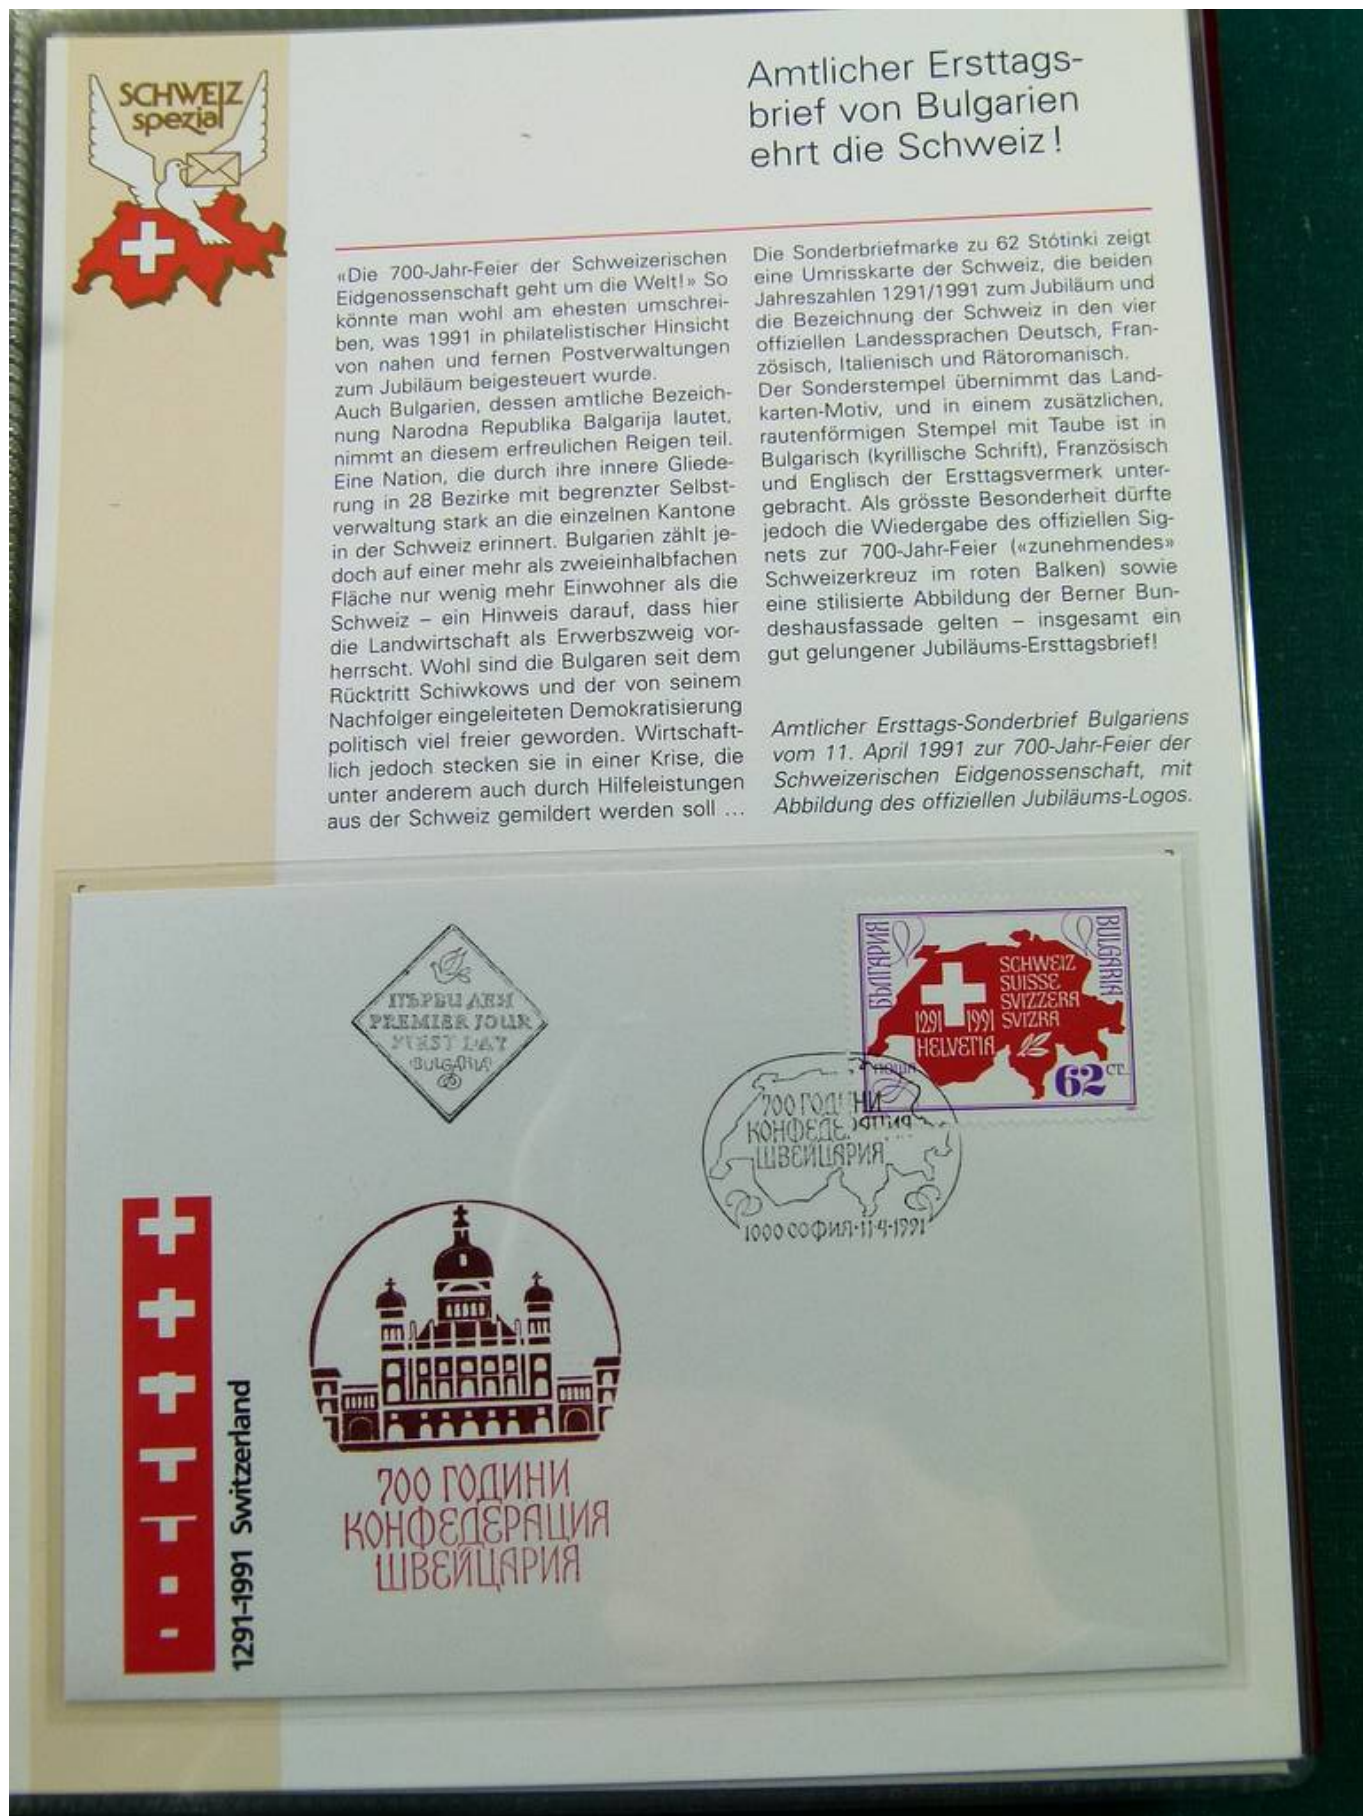 SCHWEIZ
spezial
Amtlicher Ersttags-
brief von Bulgarien
ehrt die Schweiz!
«Die 700-Jahr-Feier der Schweizerischen
Eidgenossenschaft geht um die Welt!» So
könnte man wohl am ehesten umschrei-
ben, was 1991 in philatelistischer Hinsicht
von nahen und fernen Postverwaltungen
zum Jubiläum beigesteuert wurde.
Auch Bulgarien, dessen amtliche Bezeich-
nung Narodna Republika Balgarija lautet,
nimmt an diesem erfreulichen Reigen teil.
Eine Nation, die durch ihre innere Gliede-
rung in 28 Bezirke mit begrenzter Selbst-
verwaltung stark an die einzelnen Kantone
in der Schweiz erinnert. Bulgarien zählt je-
doch auf einer mehr als zweieinhalbfachen
Fläche nur wenig mehr Einwohner als die
Schweiz – ein Hinweis darauf, dass hier
die Landwirtschaft als Erwerbszweig vor-
herrscht. Wohl sind die Bulgaren seit dem
Rücktritt Schiwkows und der von seinem
Nachfolger eingeleiteten Demokratisierung
politisch viel freier geworden. Wirtschaft-
lich jedoch stecken sie in einer Krise, die
unter anderem auch durch Hilfeleistungen
aus der Schweiz gemildert werden soll ...
Die Sonderbriefmarke zu 62 Stótinki zeigt
eine Umrisskarte der Schweiz, die beiden
Jahreszahlen 1291/1991 zum Jubiläum und
die Bezeichnung der Schweiz in den vier
offiziellen Landessprachen Deutsch, Fran-
zösisch, Italienisch und Rätoromanisch.
Der Sonderstempel übernimmt das Land-
karten-Motiv, und in einem zusätzlichen,
rautenförmigen Stempel mit Taube ist in
Bulgarisch (kyrillische Schrift), Französisch
und Englisch der Ersttagsvermerk unter-
gebracht. Als grösste Besonderheit dürfte
jedoch die Wiedergabe des offiziellen Sig-
nets zur 700-Jahr-Feier («zunehmendes»
Schweizerkreuz im roten Balken) sowie
eine stilisierte Abbildung der Berner Bun-
deshausfassade gelten – insgesamt ein
gut gelungener Jubiläums-Ersttagsbrief!
Amtlicher Ersttags-Sonderbrief Bulgariens
vom 11. April 1991 zur 700-Jahr-Feier der
Schweizerischen Eidgenossenschaft, mit
Abbildung des offiziellen Jubiläums-Logos.
ПЪРВИ ДЕН
PREMIER JOUR
FIRST DAY
BULGARIA
БЪЛГАРИЯ
BULGARIA
SCHWEIZ
SUISSE
SVIZZERA
1291 1991 SVIZRA
HELVETIA
ПОЩА
62 СТ.
700 ГОДИНИ
КОНФЕДЕРАЦИЯ
ШВЕЙЦАРИЯ
1000 СОФИЯ·11·4·1991
1291–1991 Switzerland
700 ГОДИНИ
КОНФЕДЕРАЦИЯ
ШВЕЙЦАРИЯ